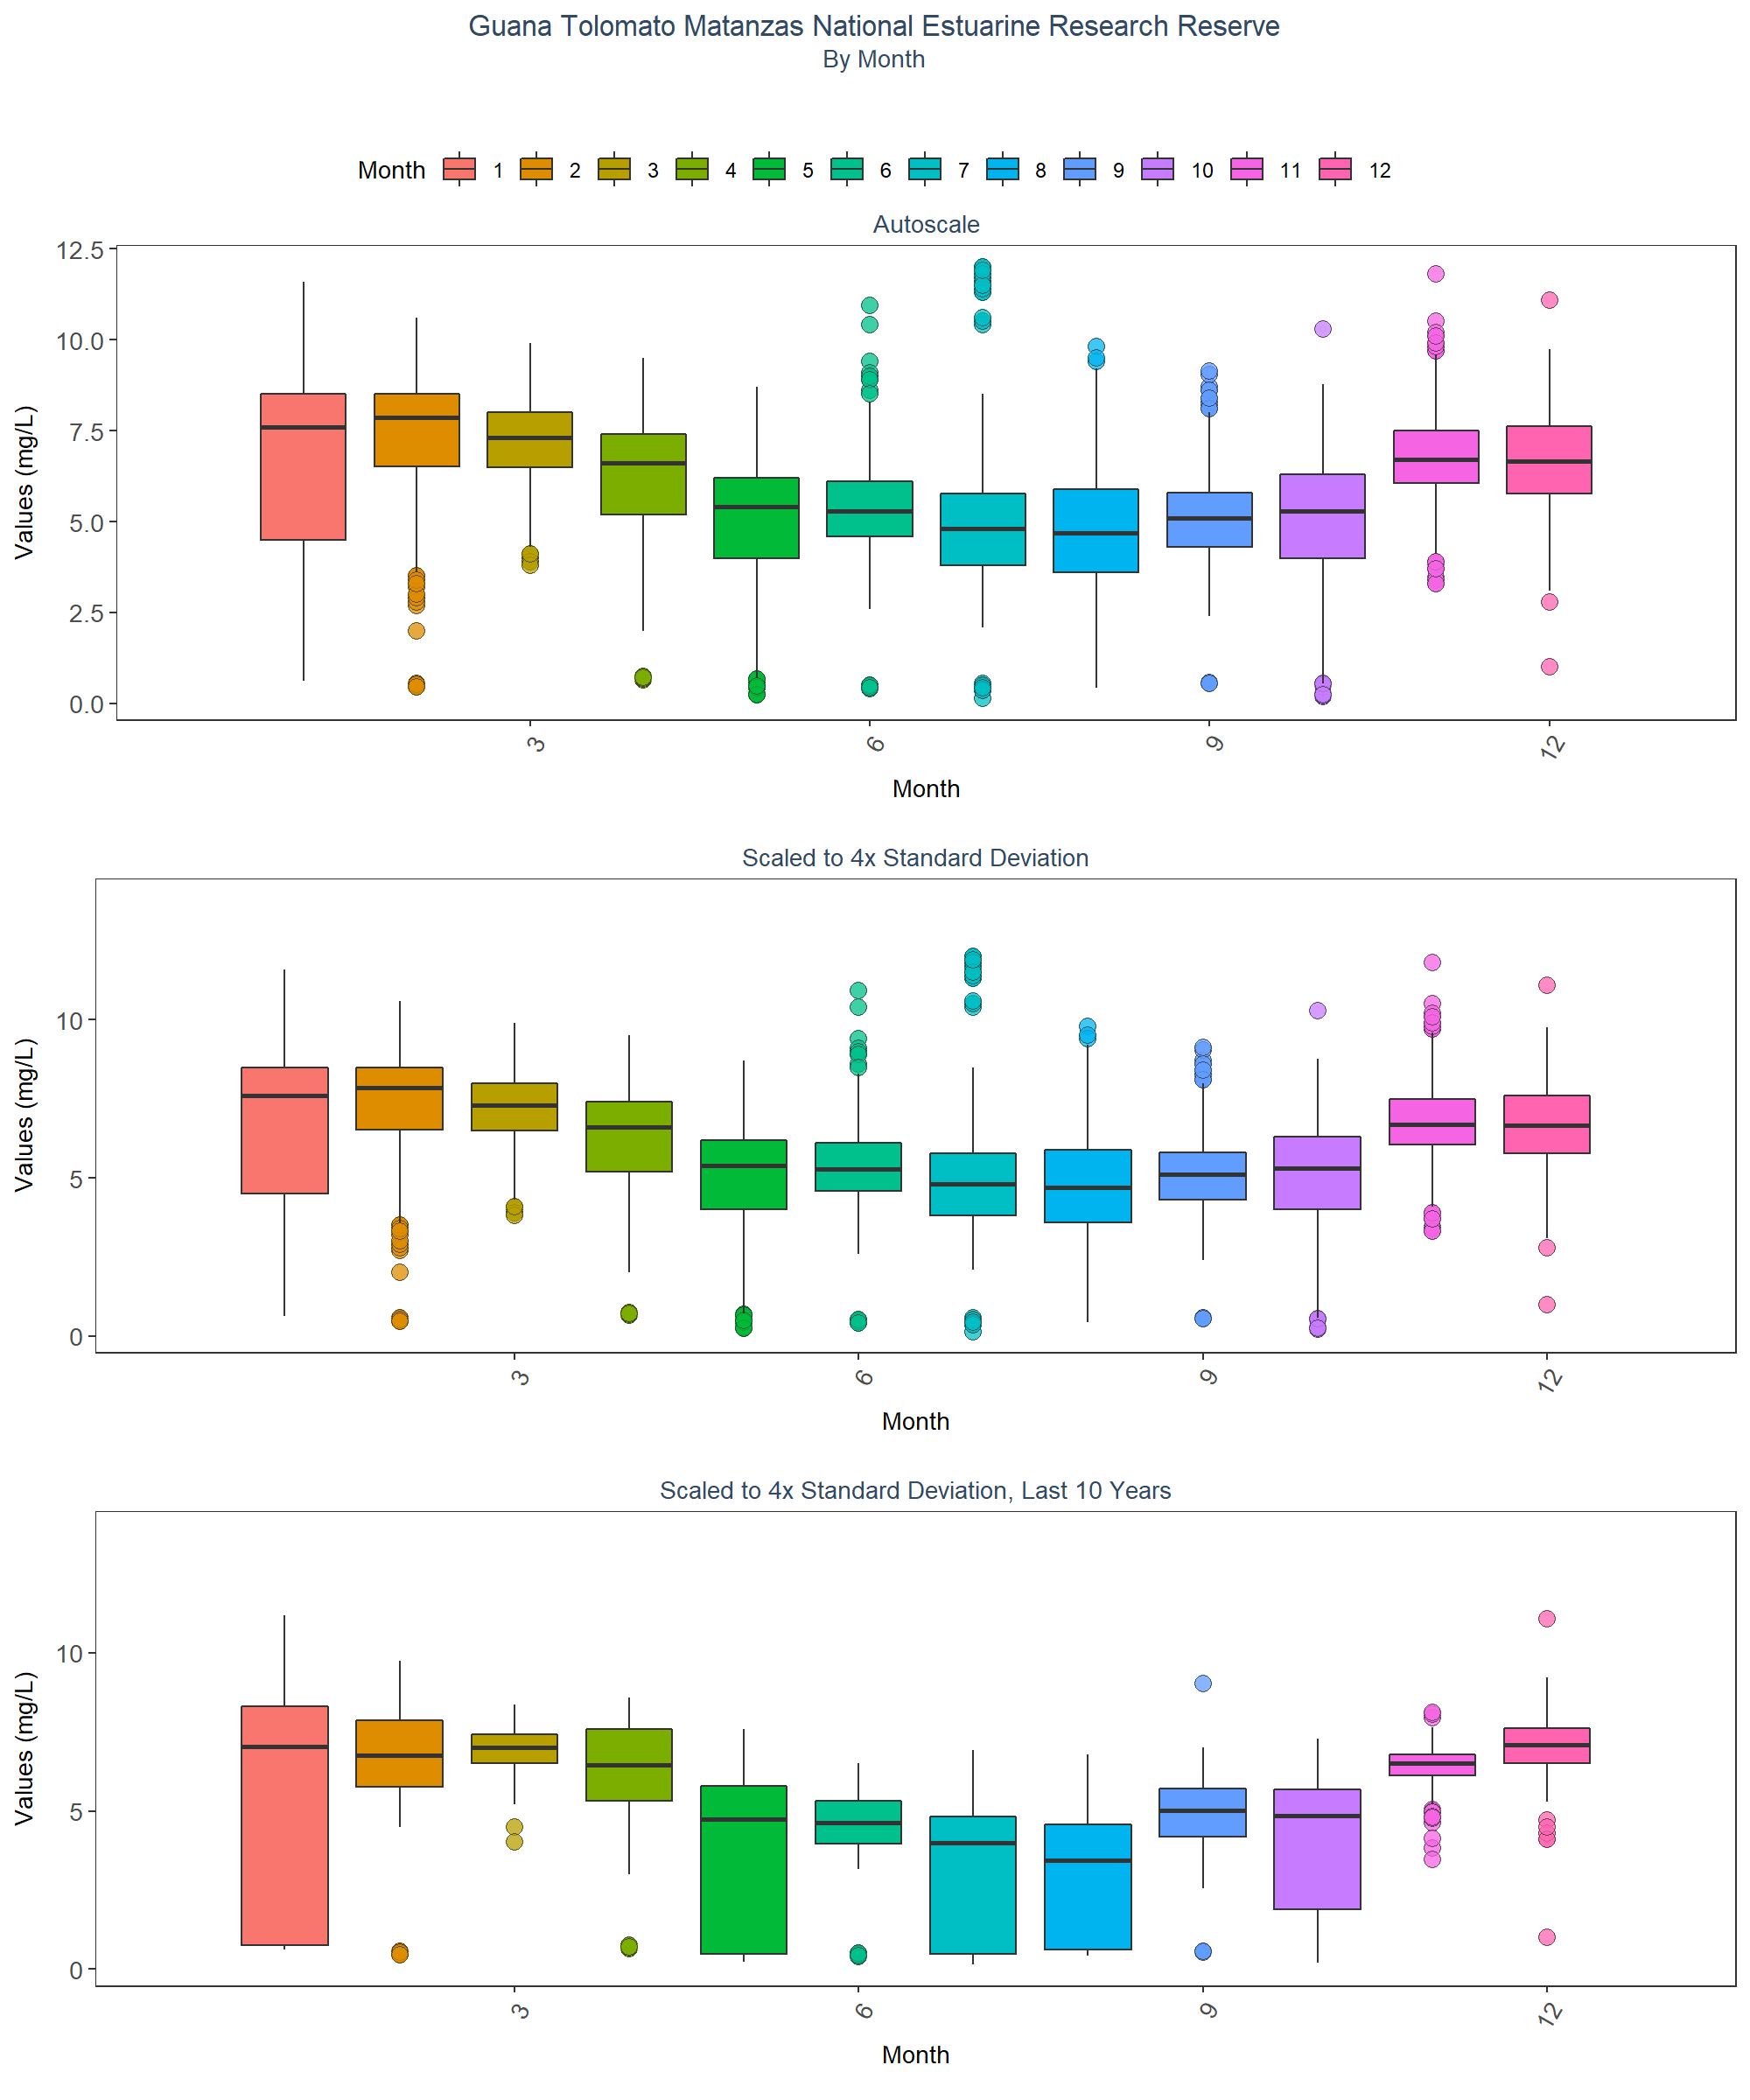 Guana Tolomato Matanzas National Estuarine Research Reserve
By Month
Month 1 2 3 4 5 6 7 8 9 10 11 12
Autoscale
Values (mg/L)
12.5
10.0
7.5
5.0
2.5
0.0
3 6 9 12
Month
Scaled to 4x Standard Deviation
Values (mg/L)
10
5
0
3 6 9 12
Month
Scaled to 4x Standard Deviation, Last 10 Years
Values (mg/L)
10
5
0
3 6 9 12
Month